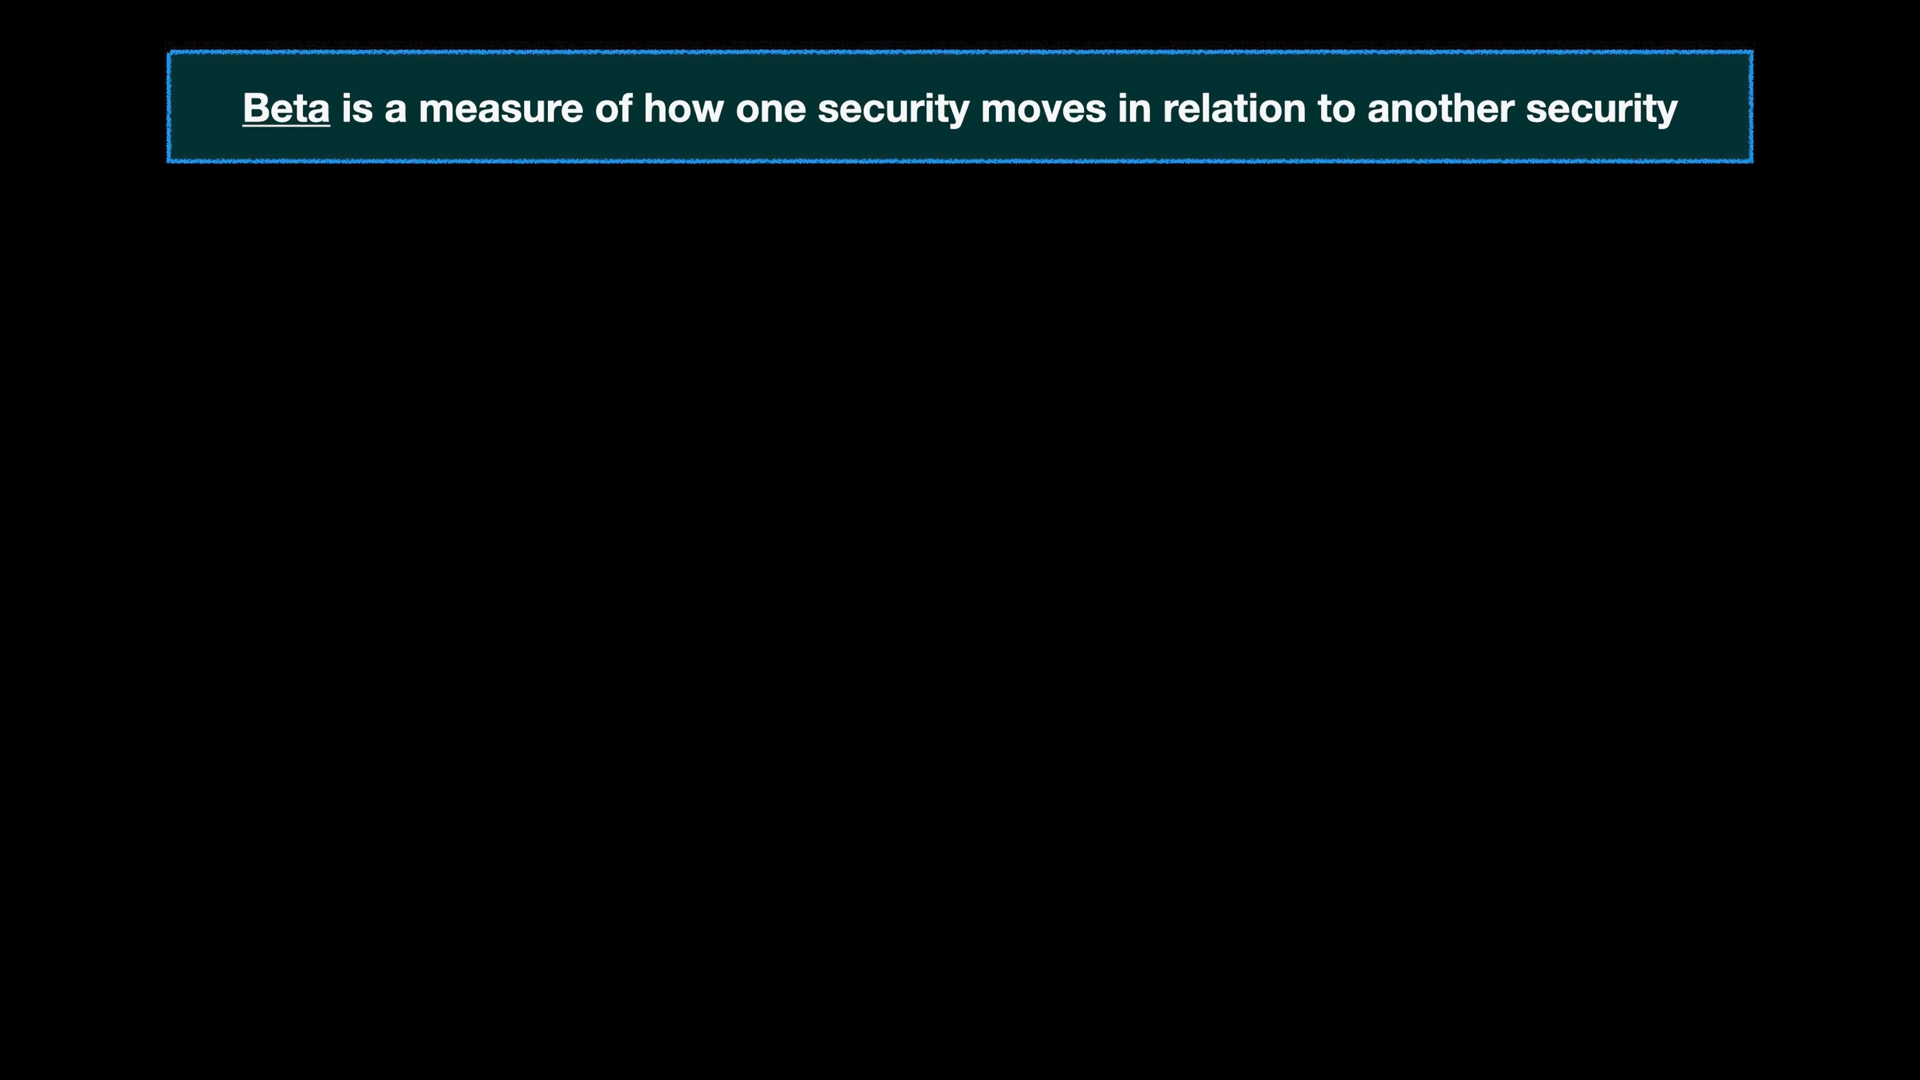 Beta is a measure of how one security moves in relation to another security